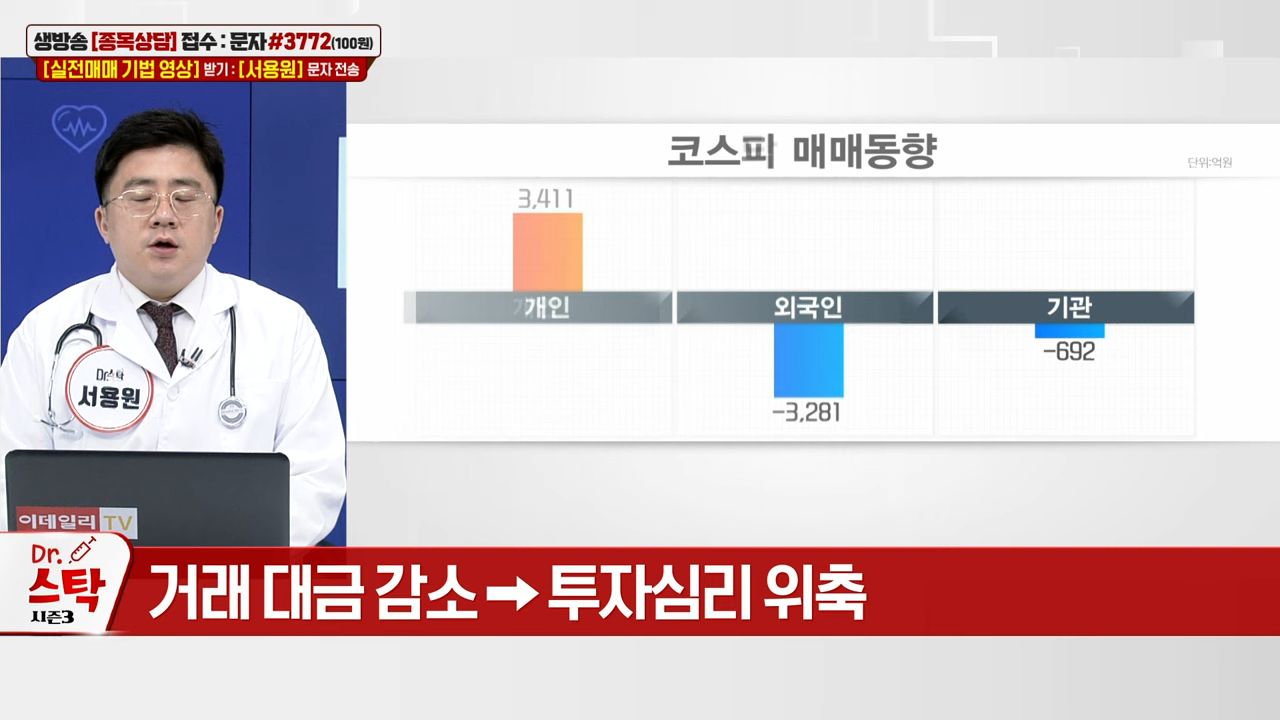 생방송 [종목상담] 접수 : 문자#3772(100원)
[실전매매 기법 영상] 받기 : [서용원] 문자 전송
코스피 매매동향
단위:억원
3,411
개인
외국인
기관
-692
-3,281
Dr.스탁
서용원
이데일리 TV
Dr.
스탁
시즌3
거래 대금 감소➡투자심리 위축